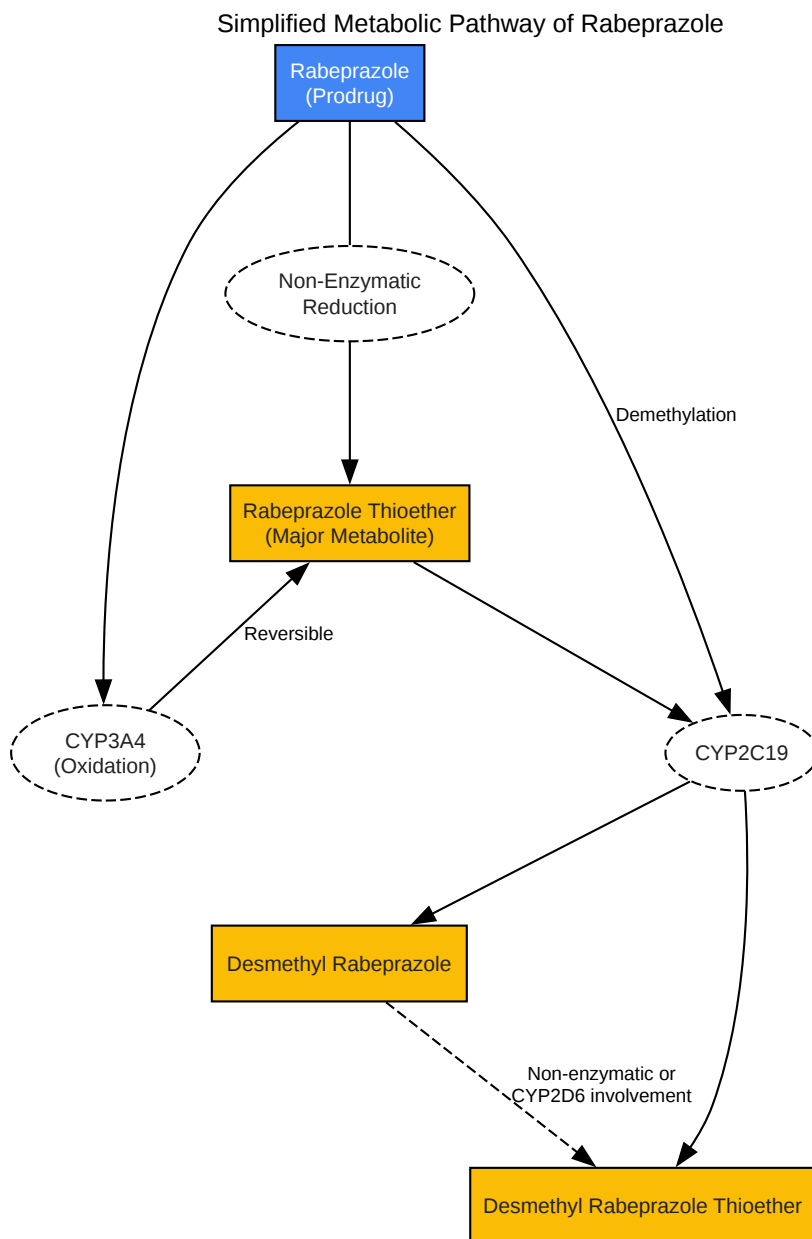 Simplified Metabolic Pathway of Rabeprazole
Rabeprazole
(Prodrug)
Non-Enzymatic
Reduction
Demethylation
Rabeprazole Thioether
(Major Metabolite)
Reversible
CYP3A4
(Oxidation)
CYP2C19
Desmethyl Rabeprazole
Non-enzymatic or
CYP2D6 involvement
Desmethyl Rabeprazole Thioether